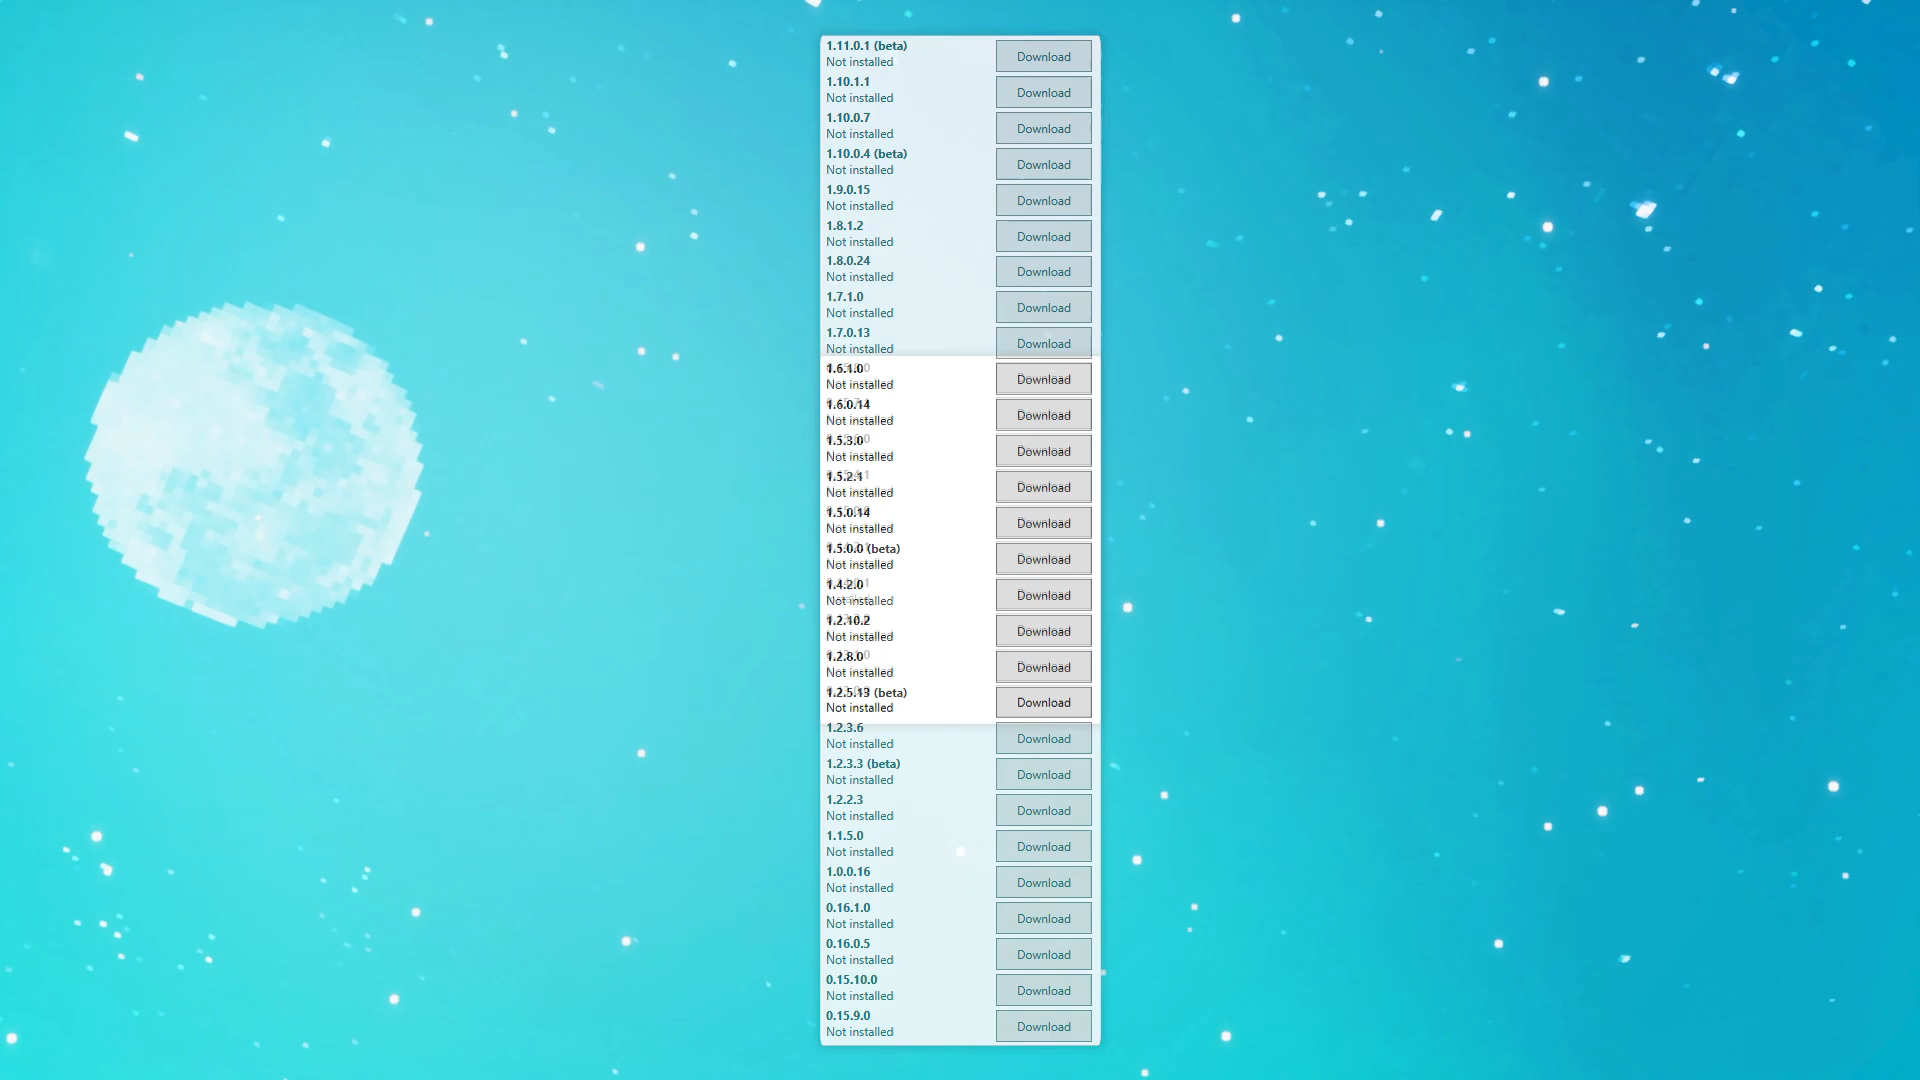 1.11.0.1 (beta)
Not installed
Download
1.10.1.1
Not installed
Download
1.10.0.7
Not installed
Download
1.10.0.4 (beta)
Not installed
Download
1.9.0.15
Not installed
Download
1.8.1.2
Not installed
Download
1.8.0.24
Not installed
Download
1.7.1.0
Not installed
Download
1.7.0.13
Not installed
Download
1.6.1.0
Not installed
Download
1.6.0.14
Not installed
Download
1.5.3.0
Not installed
Download
1.5.2.1
Not installed
Download
1.5.0.14
Not installed
Download
1.5.0.0 (beta)
Not installed
Download
1.4.2.0
Not installed
Download
1.2.10.2
Not installed
Download
1.2.8.0
Not installed
Download
1.2.5.13 (beta)
Not installed
Download
1.2.3.6
Not installed
Download
1.2.3.3 (beta)
Not installed
Download
1.2.2.3
Not installed
Download
1.1.5.0
Not installed
Download
1.0.0.16
Not installed
Download
0.16.1.0
Not installed
Download
0.16.0.5
Not installed
Download
0.15.10.0
Not installed
Download
0.15.9.0
Not installed
Download